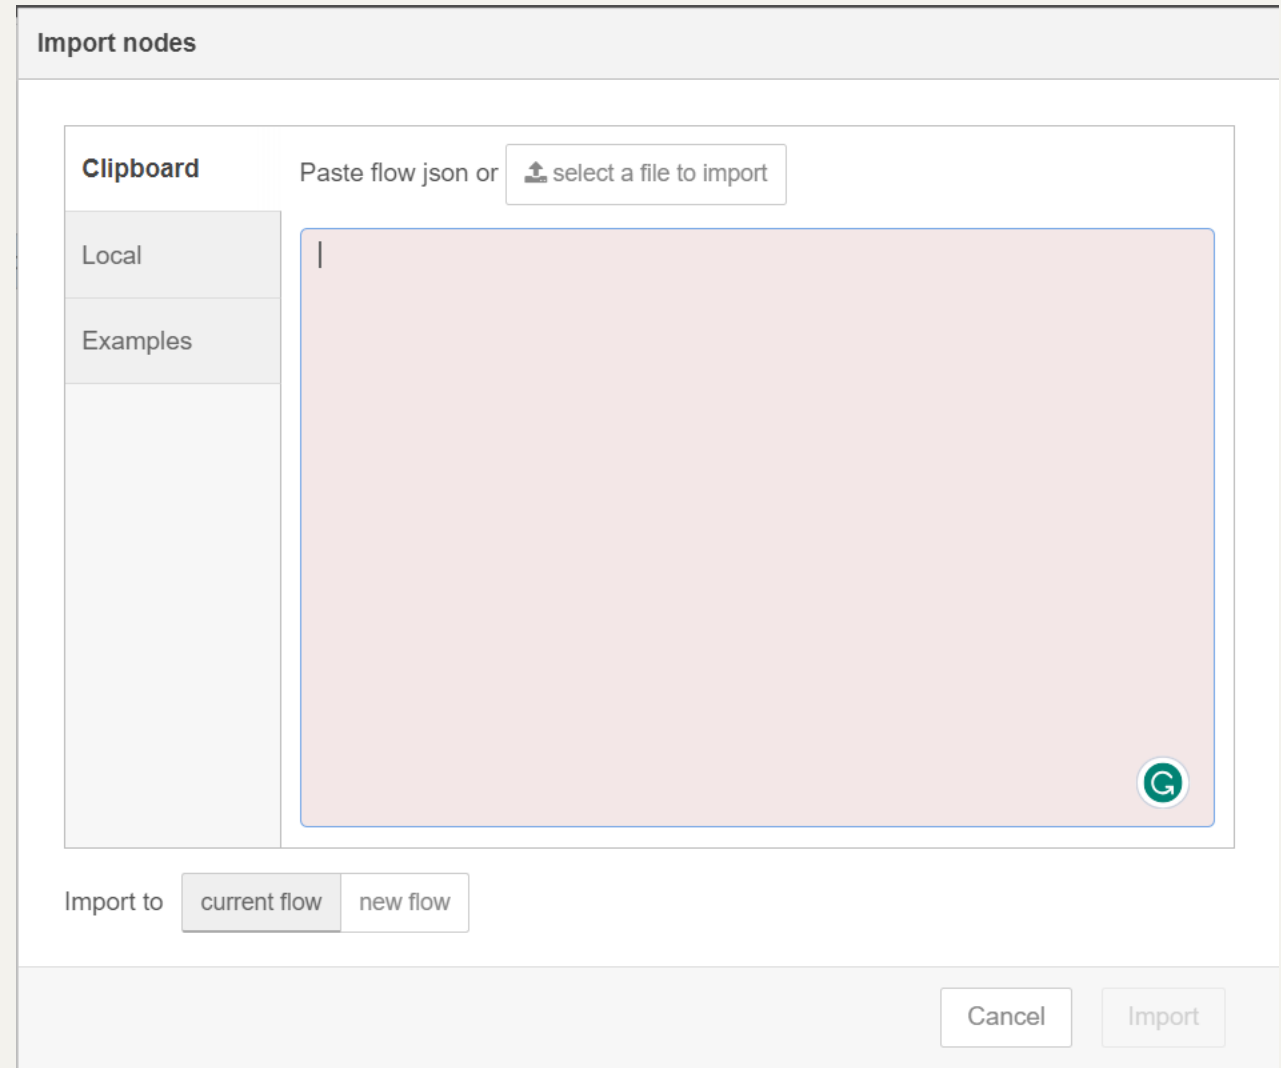 Import nodes
Clipboard
Paste flow json or select a file to import
Local
Examples
Import to current flow new flow
Cancel Import